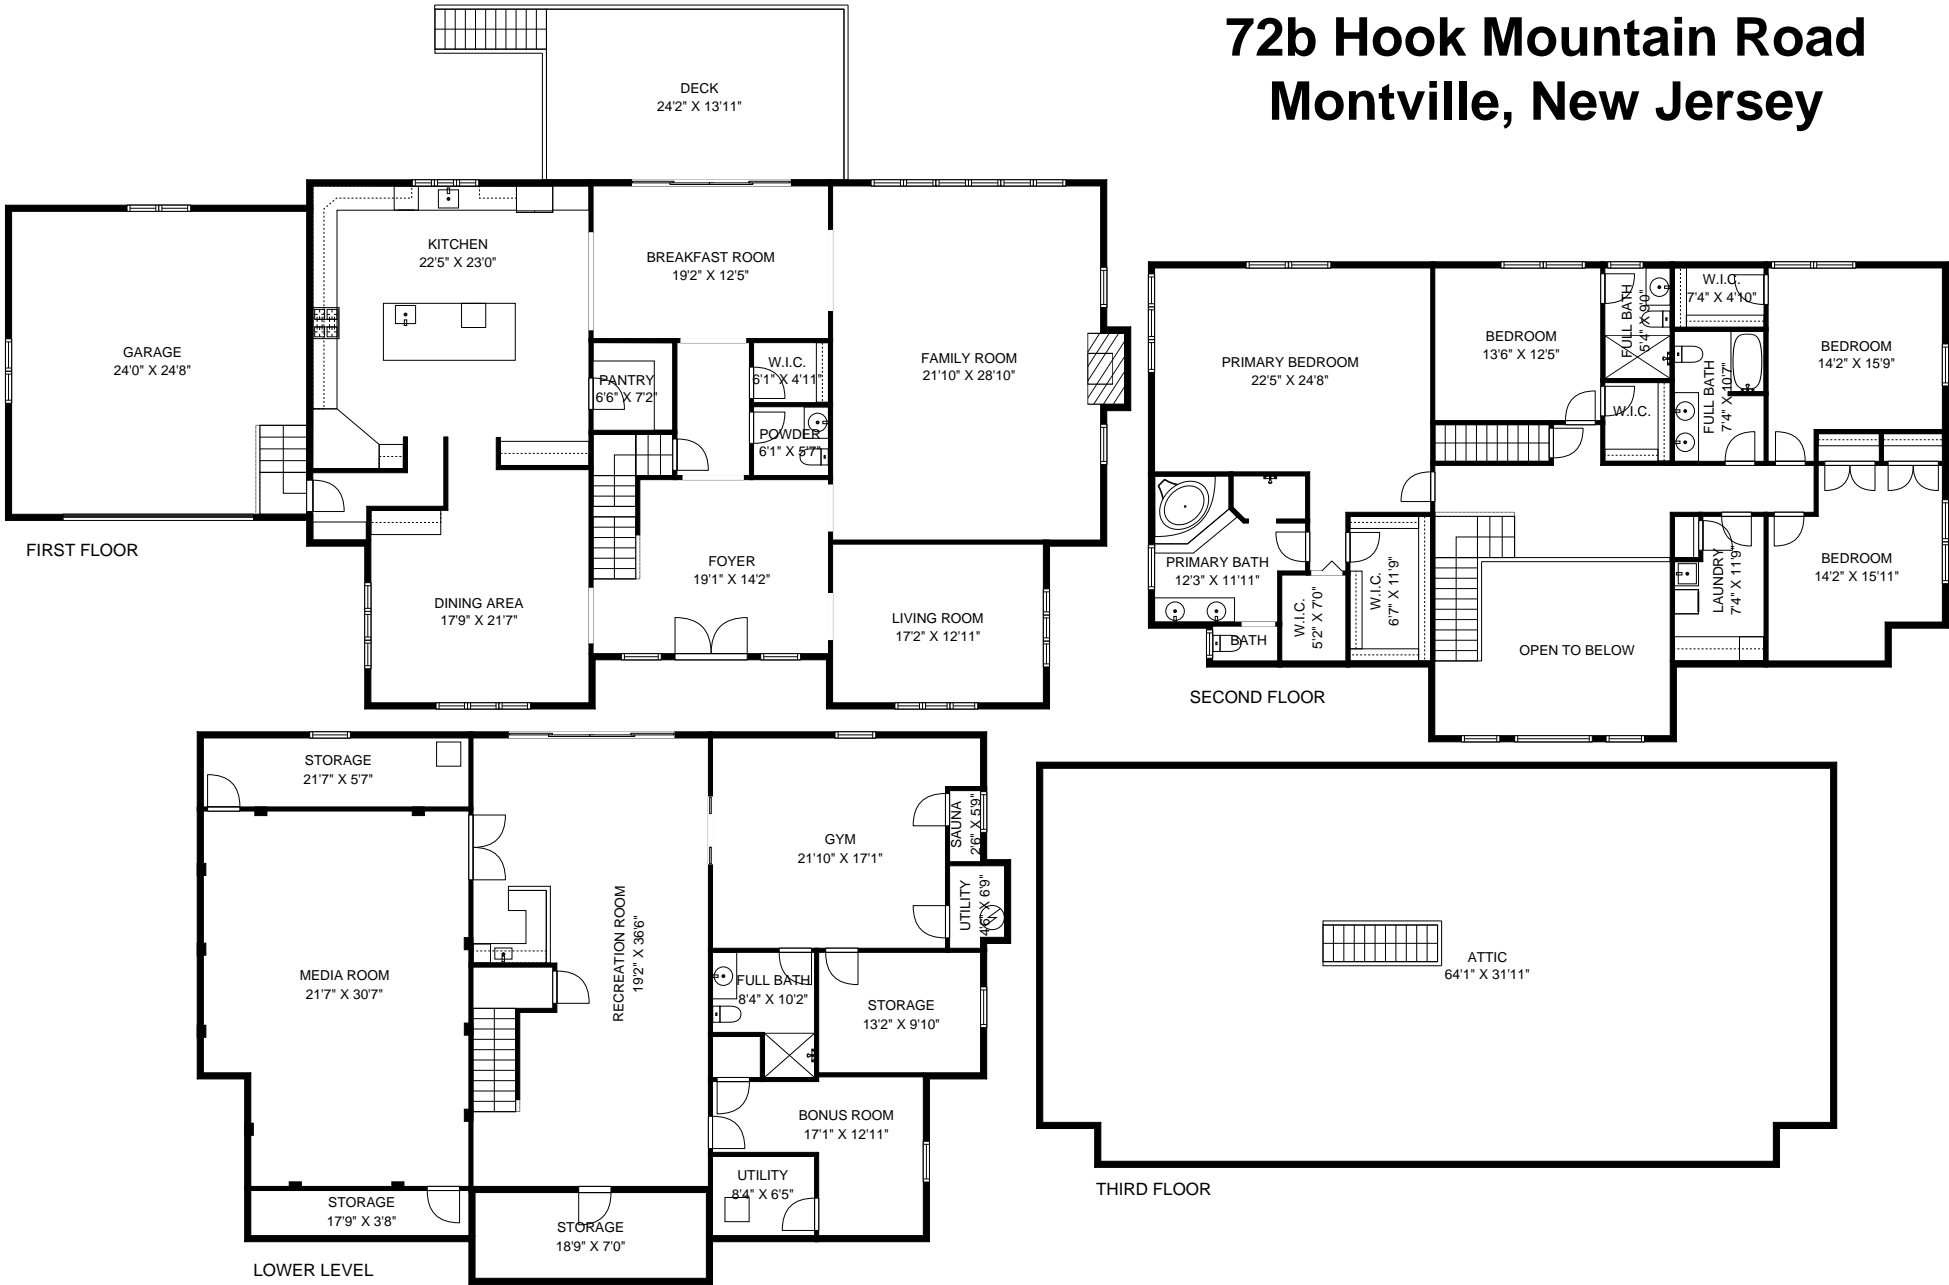 72b Hook Mountain Road
Montville, New Jersey
DECK
24'2" X 13'11"
KITCHEN
22'5" X 23'0"
BREAKFAST ROOM
19'2" X 12'5"
GARAGE
24'0" X 24'8"
FAMILY ROOM
21'10" X 28'10"
PANTRY
6'6" X 7'2"
W.I.C.
6'1" X 4'11"
POWDER
6'1" X 5'7"
FOYER
19'1" X 14'2"
DINING AREA
17'9" X 21'7"
LIVING ROOM
17'2" X 12'11"
FIRST FLOOR
PRIMARY BEDROOM
22'5" X 24'8"
BEDROOM
13'6" X 12'5"
FULL BATH
5'4" X 9'0"
W.I.C.
7'4" X 4'10"
BEDROOM
14'2" X 15'9"
W.I.C.
FULL BATH
7'4" X 10'7"
PRIMARY BATH
12'3" X 11'11"
BATH
W.I.C.
5'2" X 7'0"
W.I.C.
6'7" X 11'9"
LAUNDRY
7'4" X 11'9"
BEDROOM
14'2" X 15'11"
OPEN TO BELOW
SECOND FLOOR
STORAGE
21'7" X 5'7"
MEDIA ROOM
21'7" X 30'7"
RECREATION ROOM
19'2" X 36'6"
GYM
21'10" X 17'1"
SAUNA
2'6" X 5'9"
UTILITY
4'6" X 6'9"
FULL BATH
8'4" X 10'2"
STORAGE
13'2" X 9'10"
BONUS ROOM
17'1" X 12'11"
UTILITY
8'4" X 6'5"
STORAGE
17'9" X 3'8"
STORAGE
18'9" X 7'0"
LOWER LEVEL
ATTIC
64'1" X 31'11"
THIRD FLOOR